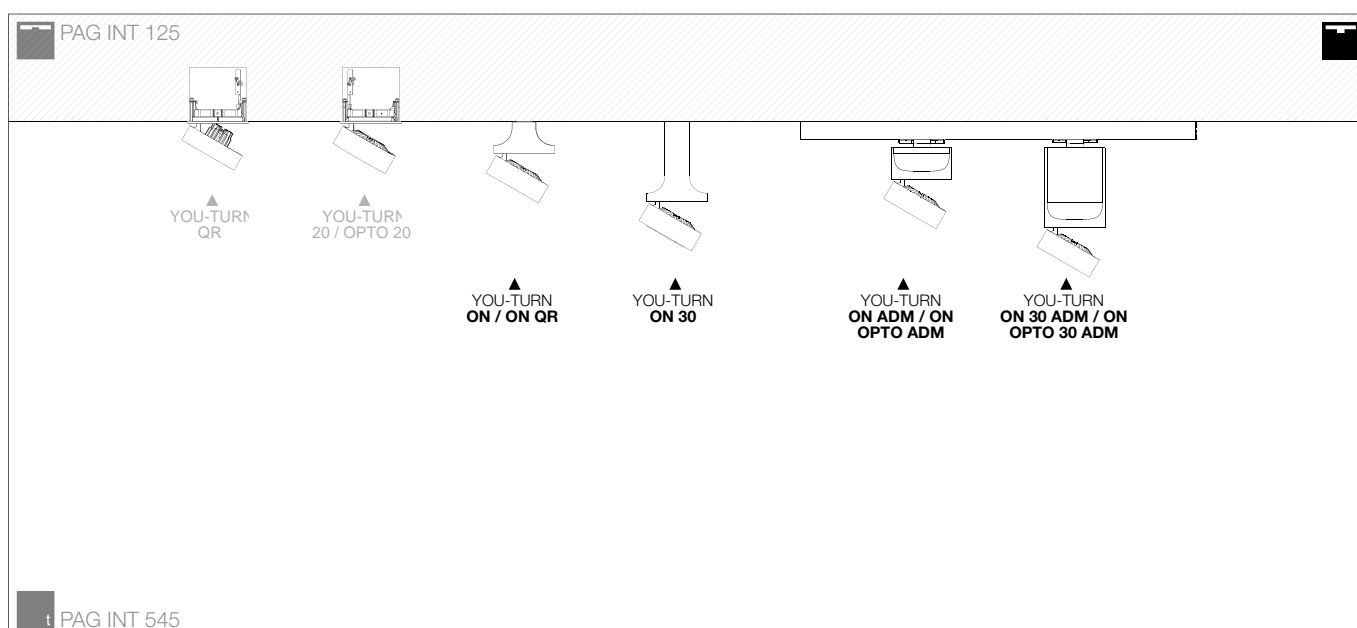 PAG INT 125
YOU-TURN
QR
YOU-TURN
20 / OPTO 20
YOU-TURN
ON / ON QR
YOU-TURN
ON 30
YOU-TURN
ON ADM / ON
OPTO ADM
YOU-TURN
ON 30 ADM / ON
OPTO 30 ADM
t PAG INT 545